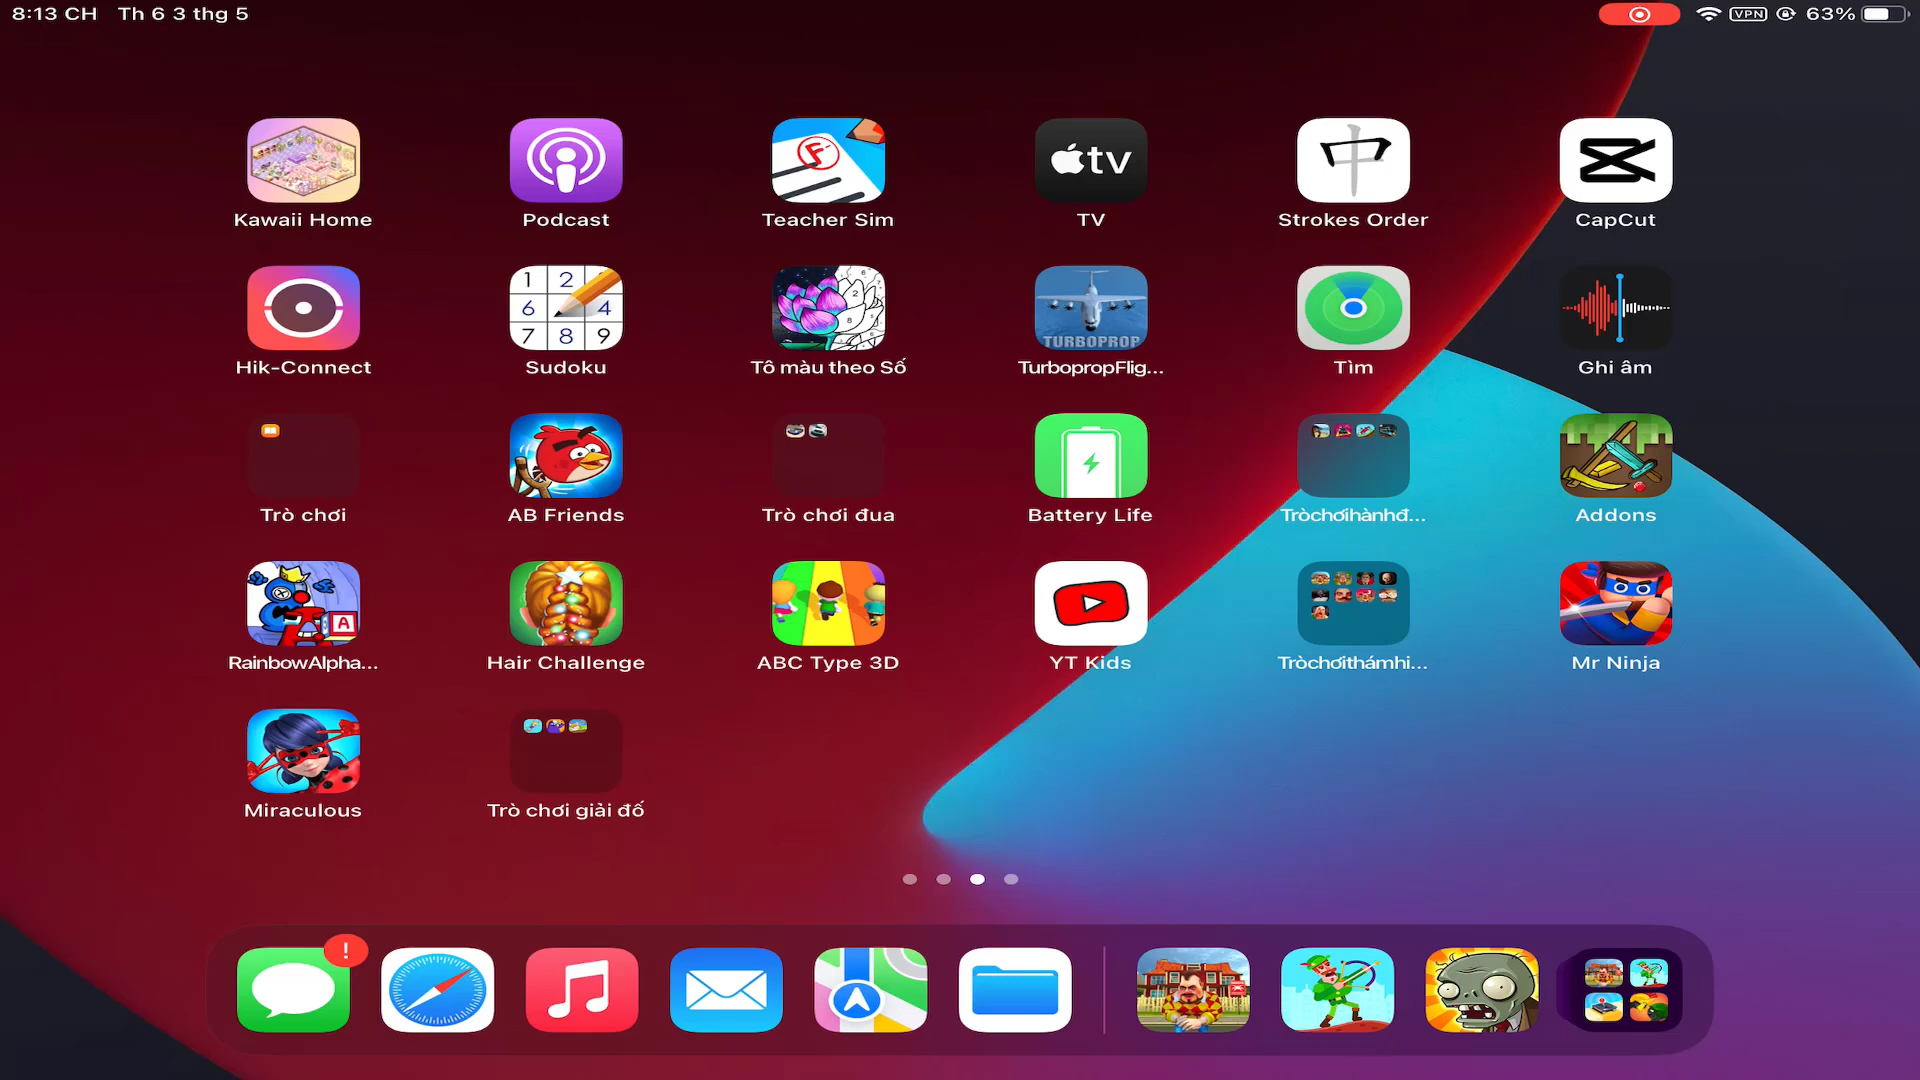 8:13 CH Th 6 3 thg 5
VPN 63%
tv
中
Kawaii Home Podcast Teacher Sim TV Strokes Order CapCut
1 2 3
6 4
7 8 9
TURBOPROP
Hik-Connect Sudoku Tô màu theo Số TurbopropFlig... Tìm Ghi âm
Trò chơi AB Friends Trò chơi đua Battery Life Tròchơihànhđ... Addons
A
RainbowAlpha... Hair Challenge ABC Type 3D YT Kids Tròchơithámhi... Mr Ninja
Miraculous Trò chơi giải đố
!